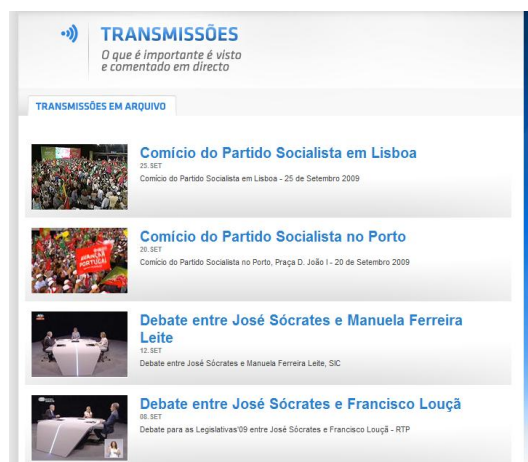 TRANSMISSÕES
O que é importante é visto
e comentado em directo
TRANSMISSÕES EM ARQUIVO
Comício do Partido Socialista em Lisboa
25.SET
Comício do Partido Socialista em Lisboa - 25 de Setembro 2009
Comício do Partido Socialista no Porto
20.SET
Comício do Partido Socialista no Porto, Praça D. João I - 20 de Setembro 2009
AVANÇAR
PORTUGAL
Debate entre José Sócrates e Manuela Ferreira
Leite
12.SET
Debate entre José Sócrates e Manuela Ferreira Leite, SIC
Debate entre José Sócrates e Francisco Louçã
08.SET
Debate para as Legislativas'09 entre José Sócrates e Francisco Louçã - RTP